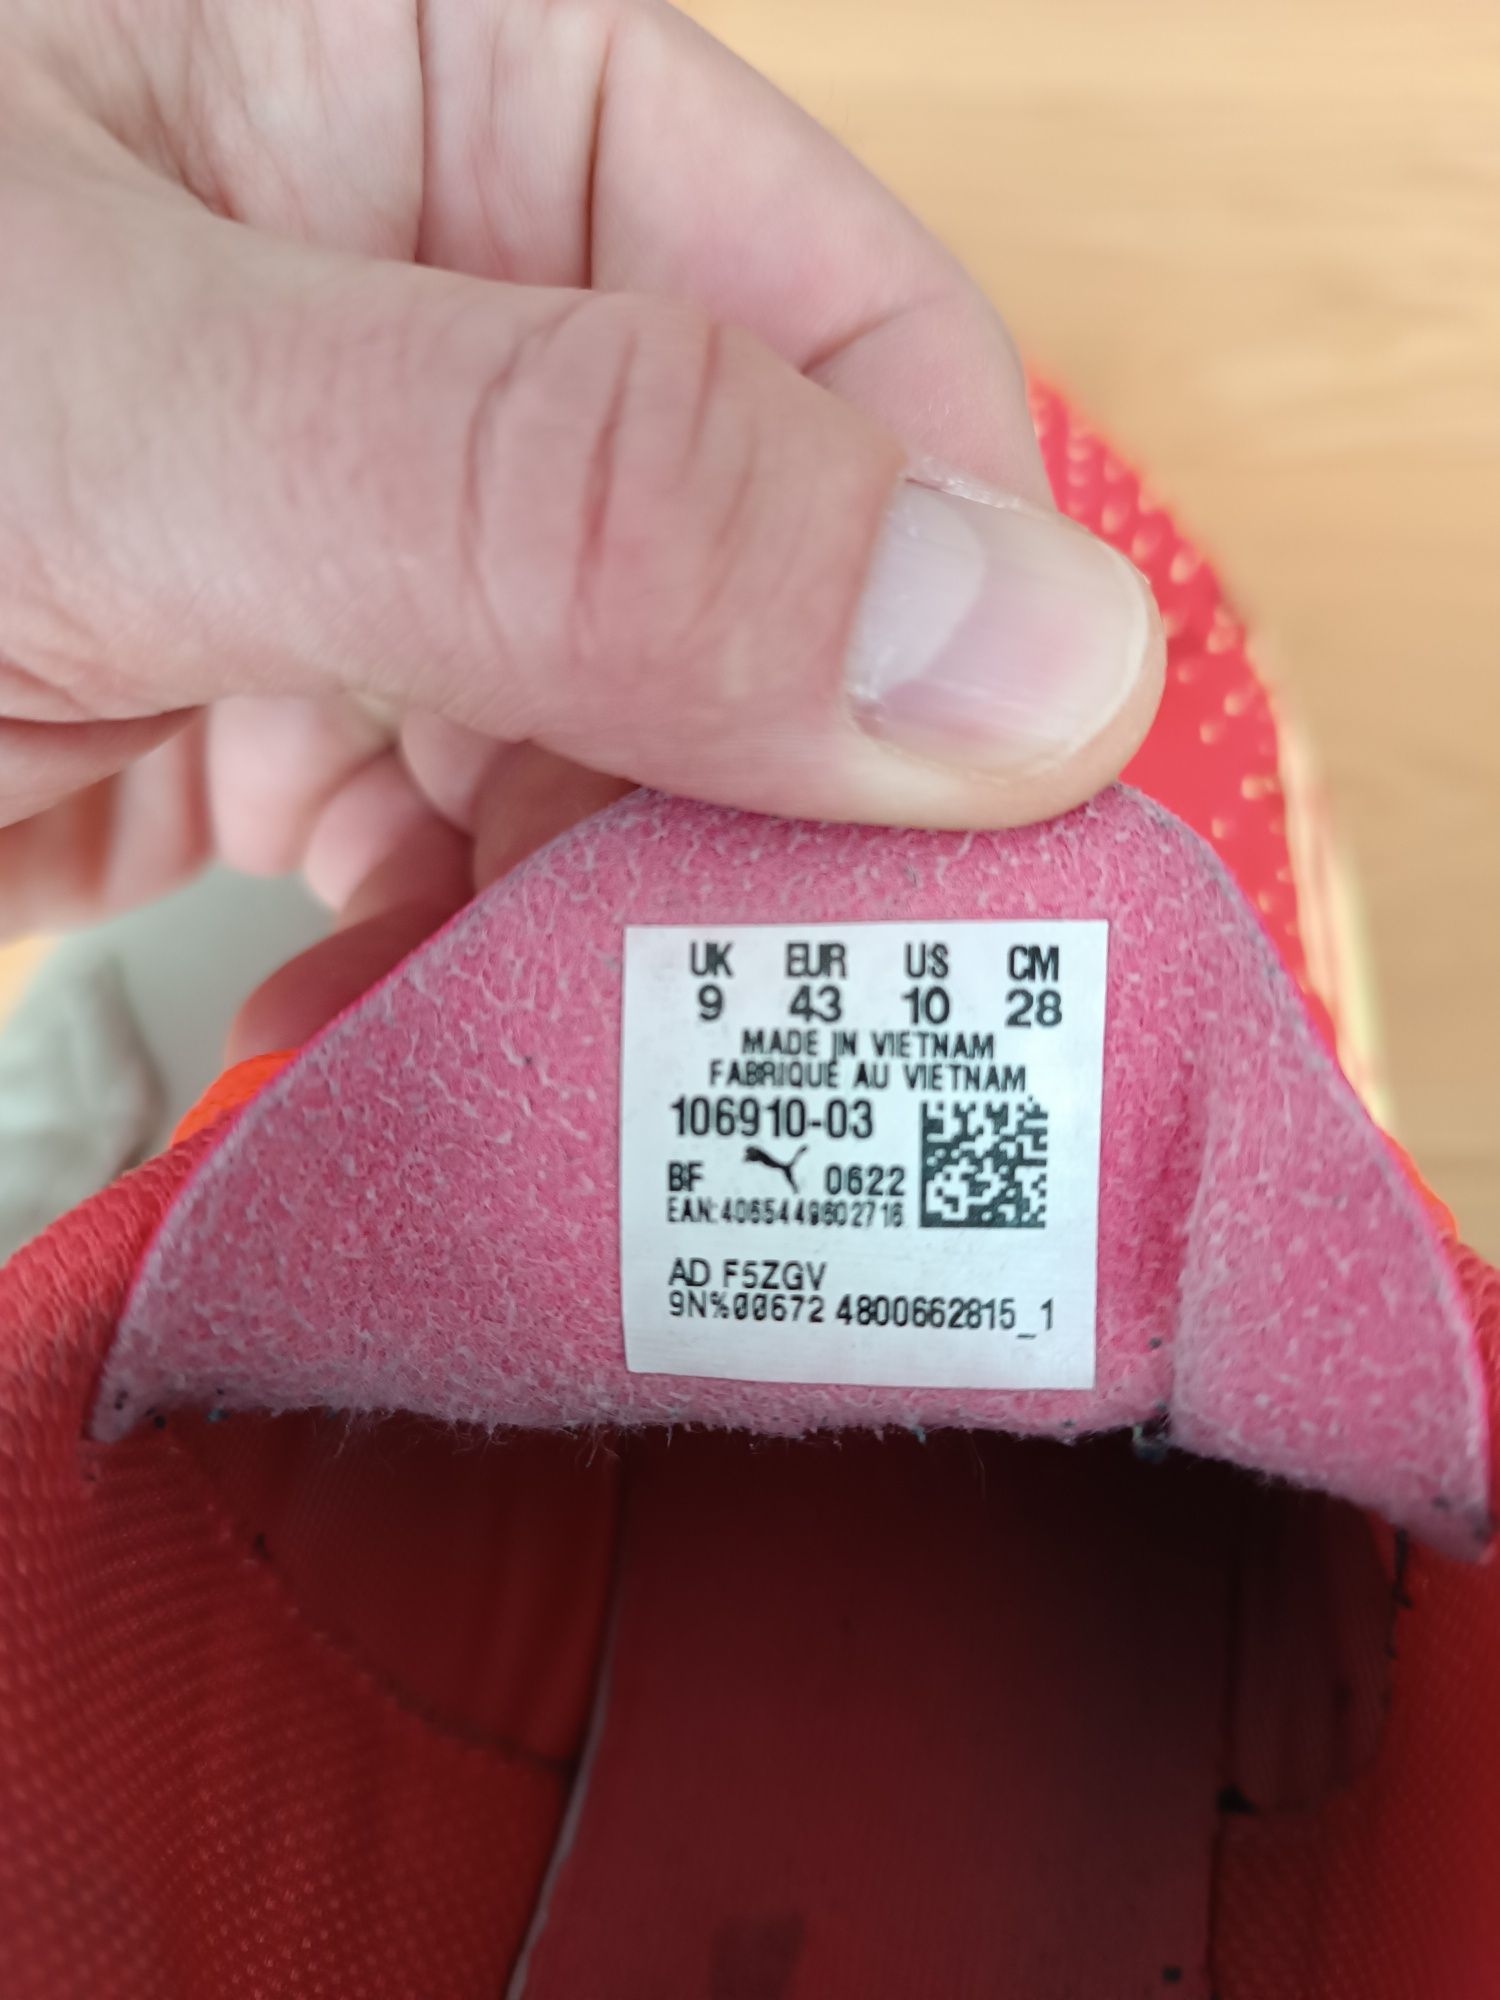 UK EUR US CM
9 43 10 28
MADE IN VIETNAM
FABRIQUE AU VIETNAM
106910-03
BF 0622
EAN:4065449602716
AD F5ZGV
9N%00672 4800662815_1